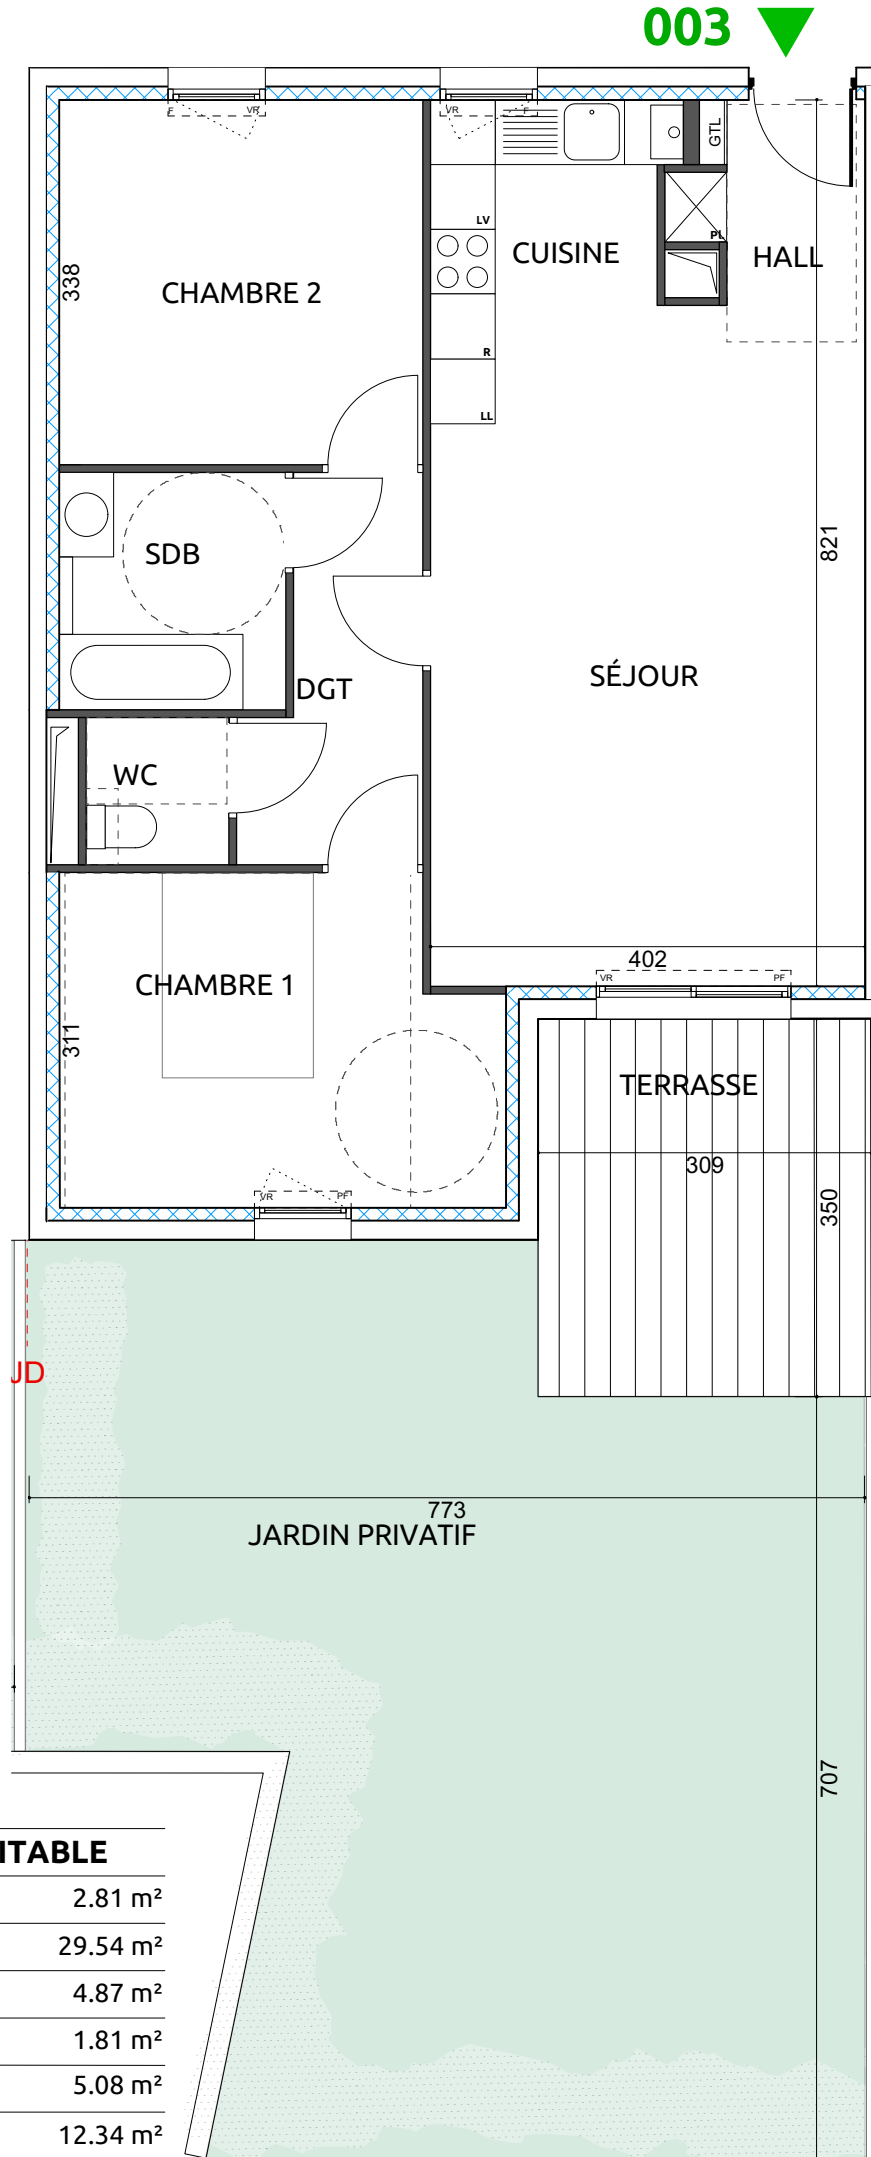 003
F VR
VR F
GTL
LV
PL
CUISINE
HALL
338
CHAMBRE 2
R
LL
821
SDB
SÉJOUR
DGT
WC
402
CHAMBRE 1
VR PF
311
TERRASSE
309
350
VR PF
JD
773
JARDIN PRIVATIF
707
ITABLE
2.81 m²
29.54 m²
4.87 m²
1.81 m²
5.08 m²
12.34 m²